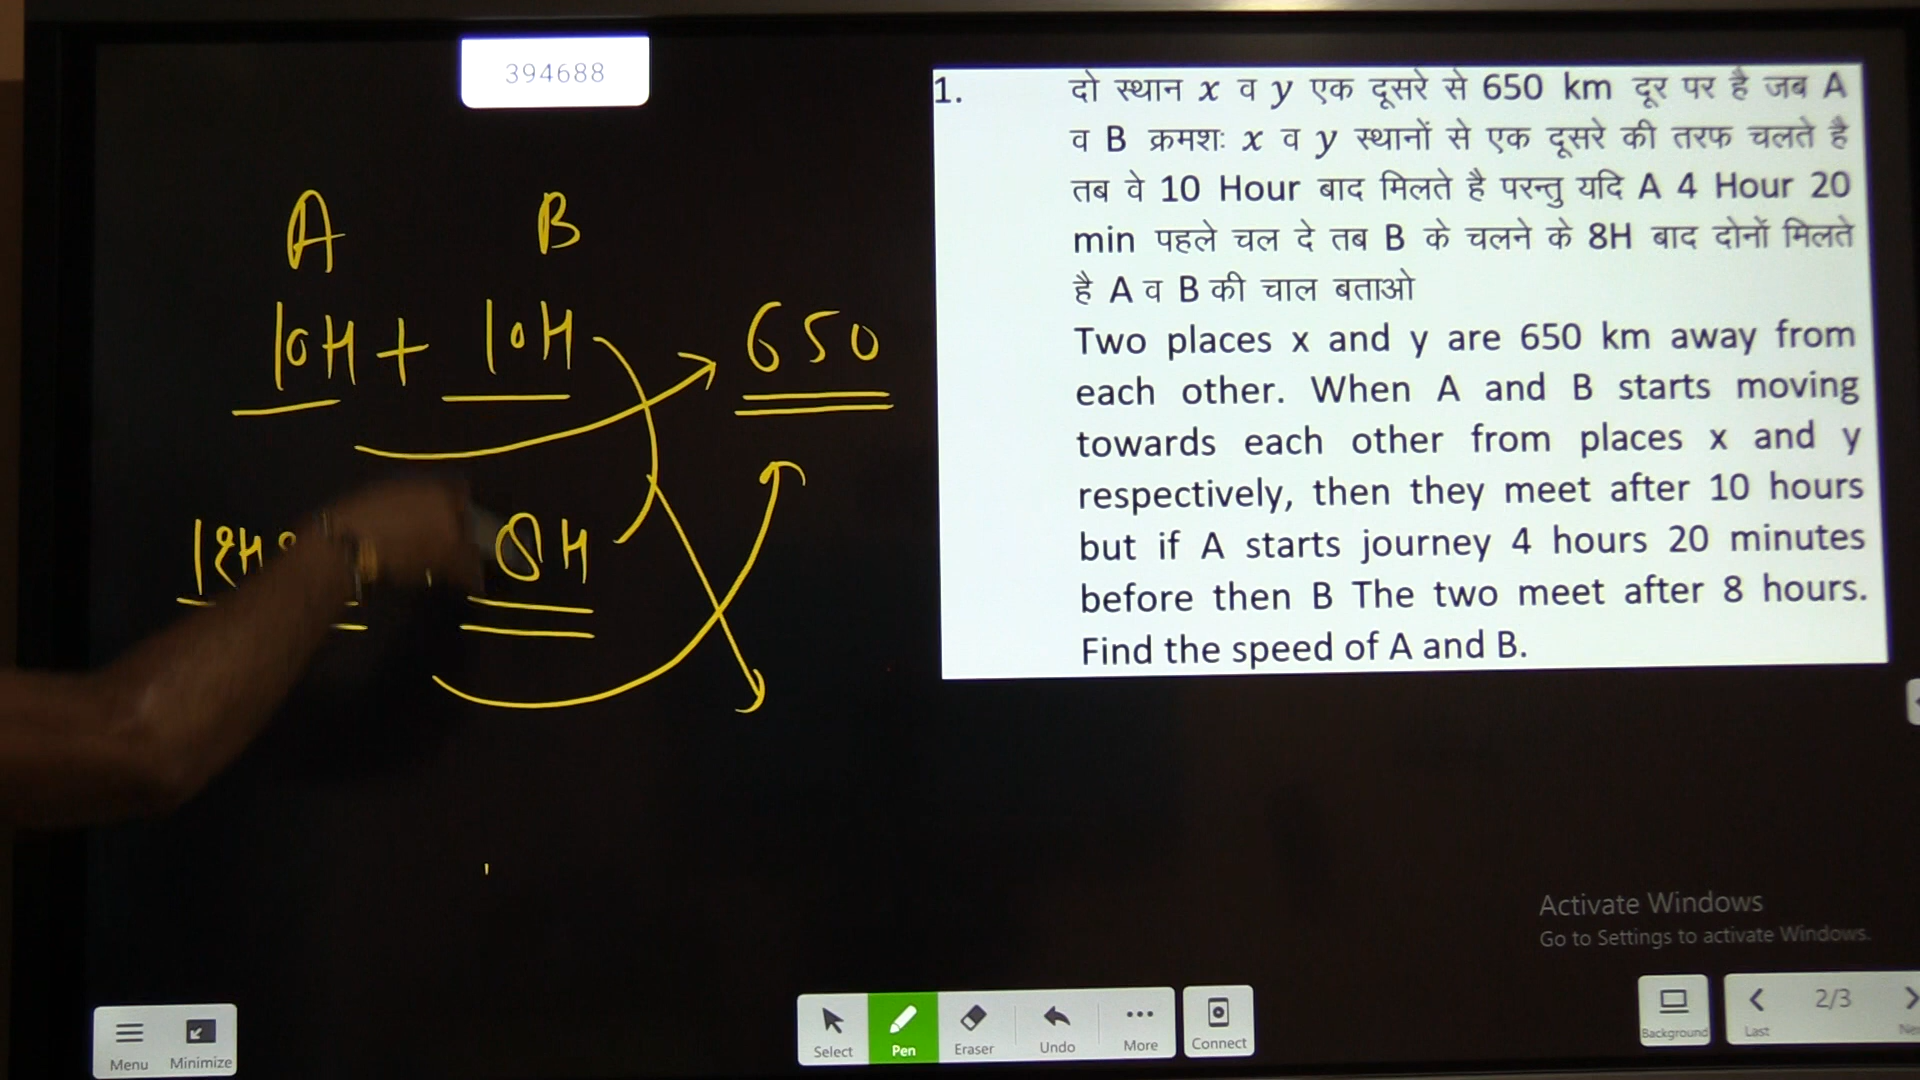 394688
1.
दो स्थान x व y एक दूसरे से 650 km दूर पर है जब A
व B क्रमशः x व y स्थानों से एक दूसरे की तरफ चलते है
तब वे 10 Hour बाद मिलते है परन्तु यदि A 4 Hour 20
min पहले चल दे तब B के चलने के 8H बाद दोनों मिलते
है A व B की चाल बताओ
Two places x and y are 650 km away from
each other. When A and B starts moving
towards each other from places x and y
respectively, then they meet after 10 hours
but if A starts journey 4 hours 20 minutes
before then B The two meet after 8 hours.
Find the speed of A and B.
A B
10H + 10H 650
12H 8H
Activate Windows
Go to Settings to activate Windows.
Menu Minimize
Select Pen Eraser Undo More Connect
Background Last 2/3